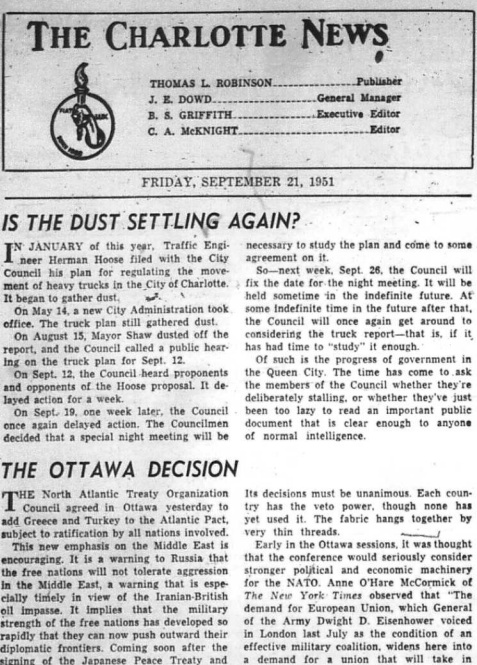 THE CHARLOTTE NEWS
THOMAS L. ROBINSON Publisher
J. E. DOWD General Manager
B. S. GRIFFITH Executive Editor
C. A. McKNIGHT Editor
FRIDAY, SEPTEMBER 21, 1951
IS THE DUST SETTLING AGAIN?
IN JANUARY of this year, Traffic Engi-
neer Herman Hoose filed with the City
Council his plan for regulating the move-
ment of heavy trucks in the City of Charlotte.
It began to gather dust.
On May 14, a new City Administration took
office. The truck plan still gathered dust.
On August 15, Mayor Shaw dusted off the
report, and the Council called a public hear-
ing on the truck plan for Sept. 12.
On Sept. 12, the Council heard proponents
and opponents of the Hoose proposal. It de-
layed action for a week.
On Sept. 19, one week later, the Council
once again delayed action. The Councilmen
decided that a special night meeting will be
necessary to study the plan and come to some
agreement on it.
So—next week, Sept. 26, the Council will
fix the date for the night meeting. It will be
held sometime in the indefinite future. At
some indefinite time in the future after that,
the Council will once again get around to
considering the truck report—that is, if it
has had time to "study" it enough.
Of such is the progress of government in
the Queen City. The time has come to ask
the members of the Council whether they're
deliberately stalling, or whether they've just
been too lazy to read an important public
document that is clear enough to anyone
of normal intelligence.
THE OTTAWA DECISION
THE North Atlantic Treaty Organization
Council agreed in Ottawa yesterday to
add Greece and Turkey to the Atlantic Pact,
subject to ratification by all nations involved.
This new emphasis on the Middle East is
encouraging. It is a warning to Russia that
the free nations will not tolerate aggression
in the Middle East, a warning that is espe-
cially timely in view of the Iranian-British
oil impasse. It implies that the military
strength of the free nations has developed so
rapidly that they can now push outward their
diplomatic frontiers. Coming soon after the
signing of the Japanese Peace Treaty and
Its decisions must be unanimous. Each coun-
try has the veto power, though none has
yet used it. The fabric hangs together by
very thin threads.
Early in the Ottawa sessions, it was thought
that the conference would seriously consider
stronger political and economic machinery
for the NATO. Anne O'Hare McCormick of
The New York Times observed that "The
demand for European Union, which General
of the Army Dwight D. Eisenhower voiced
in London last July as the condition of an
effective military coalition, widens here into
a demand for a union that will take in